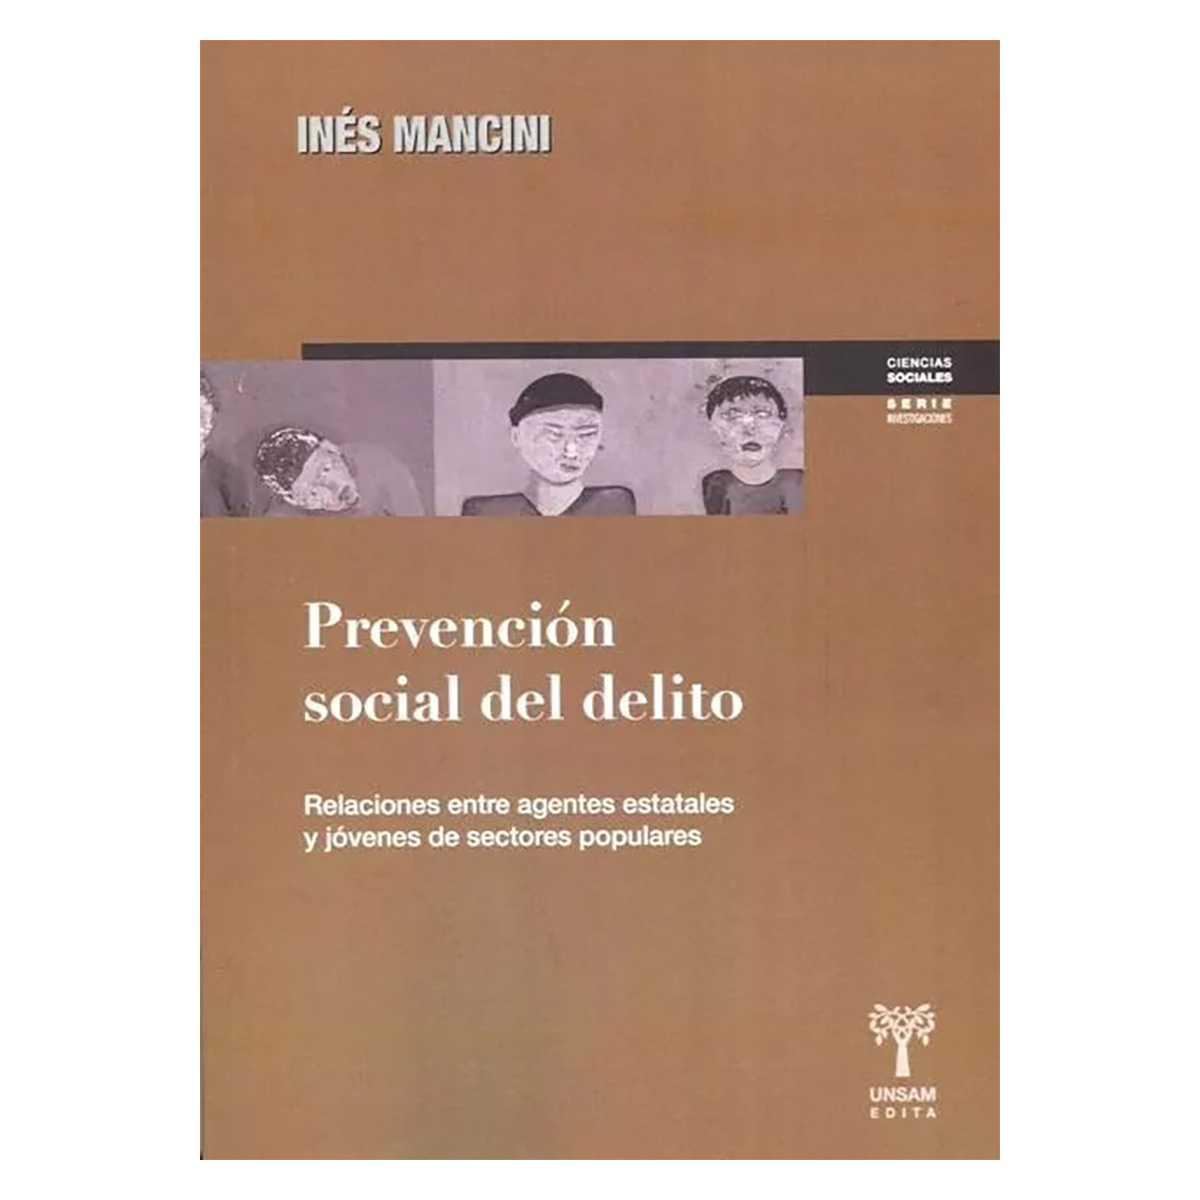 INÉS MANCINI
CIENCIAS
SOCIALES
SERIE
INVESTIGACIONES
Prevención
social del delito
Relaciones entre agentes estatales
y jóvenes de sectores populares
UNSAM
EDITA